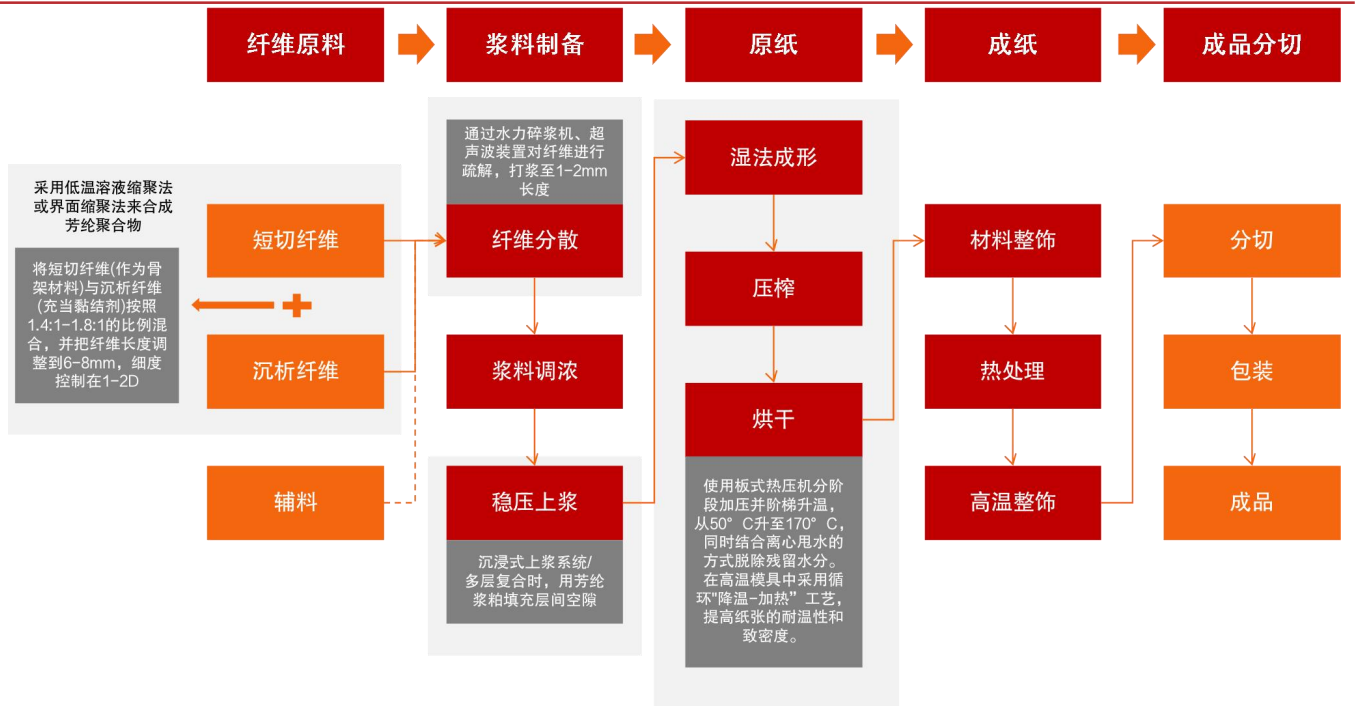 纤维原料
浆料制备
原纸
成纸
成品分切
采用低温溶液缩聚法
或界面缩聚法来合成
芳纶聚合物
将短切纤维(作为骨
架材料)与沉析纤维
(充当黏结剂)按照
1.4:1-1.8:1的比例混
合，并把纤维长度调
整到6-8mm，细度
控制在1-2D
短切纤维
沉析纤维
辅料
通过水力碎浆机、超
声波装置对纤维进行
疏解，打浆至1-2mm
长度
纤维分散
浆料调浓
稳压上浆
沉浸式上浆系统/
多层复合时，用芳纶
浆粕填充层间空隙
湿法成形
压榨
烘干
使用板式热压机分阶
段加压并阶梯升温，
从50° C升至170° C，
同时结合离心甩水的
方式脱除残留水分。
在高温模具中采用循
环"降温-加热”工艺，
提高纸张的耐温性和
致密度。
材料整饰
热处理
高温整饰
分切
包装
成品